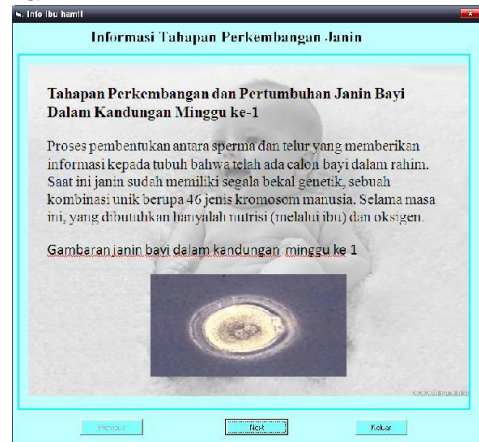 Info Ibu hamil
Informasi Tahapan Perkembangan Janin
Tahapan Perkembangan dan Pertumbuhan Janin Bayi
Dalam Kandungan Minggu ke-1
Proses pembentukan antara sperma dan telur yang memberikan
informasi kepada tubuh bahwa telah ada calon bayi dalam rahim.
Saat ini janin sudah memiliki segala bekal genetik, sebuah
kombinasi unik berupa 46 jenis kromosom manusia. Selama masa
ini, yang dibutuhkan hanyalah nutrisi (melalui ibu) dan oksigen.
Gambaran janin bayi dalam kandungan minggu ke 1
Previous Next Keluar